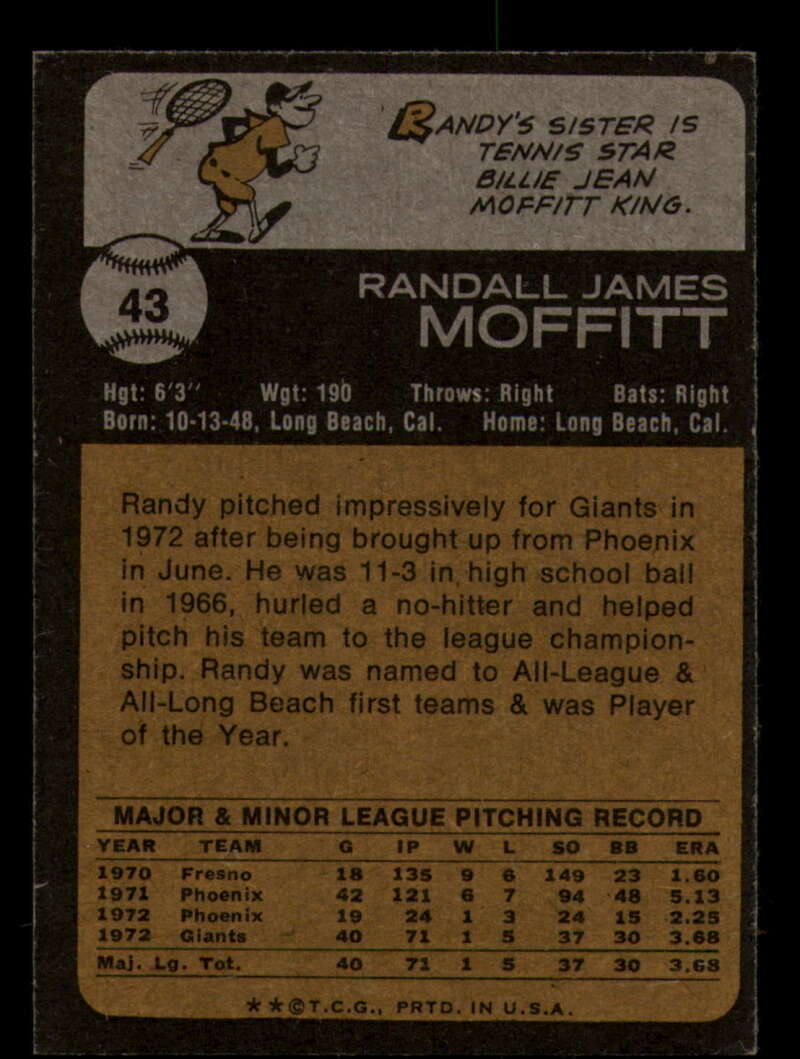 RANDY'S SISTER IS
TENNIS STAR
BILLIE JEAN
MOFFITT KING.
43
RANDALL JAMES
MOFFITT
Hgt: 6'3" Wgt: 190 Throws: Right Bats: Right
Born: 10-13-48, Long Beach, Cal. Home: Long Beach, Cal.
Randy pitched impressively for Giants in
1972 after being brought up from Phoenix
in June. He was 11-3 in high school ball
in 1966, hurled a no-hitter and helped
pitch his team to the league champion-
ship. Randy was named to All-League &
All-Long Beach first teams & was Player
of the Year.
MAJOR & MINOR LEAGUE PITCHING RECORD
YEAR TEAM G IP W L SO BB ERA
1970 Fresno 18 135 9 6 149 23 1.60
1971 Phoenix 42 121 6 7 94 48 5.13
1972 Phoenix 19 24 1 3 24 15 2.25
1972 Giants 40 71 1 5 37 30 3.68
Maj. Lg. Tot. 40 71 1 5 37 30 3.68
**©T.C.G., PRTD. IN U.S.A.